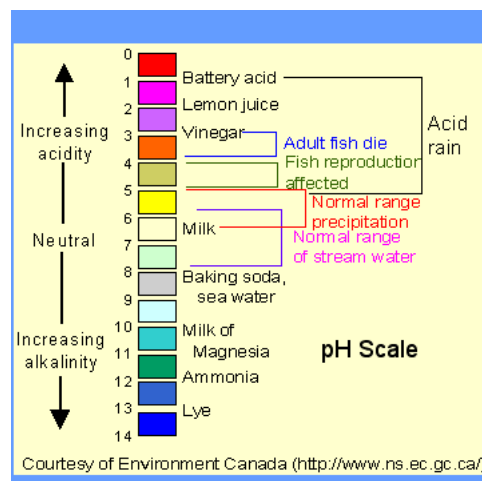 0
1
Battery acid
2
Lemon juice
Increasing
acidity
Vinegar
3
Adult fish die
Acid
rain
4
Fish reproduction
affected
5
Normal range
precipitation
6
Neutral
Milk
Normal range
of stream water
7
8
Baking soda,
sea water
9
10
Increasing
alkalinity
Milk of
Magnesia
pH Scale
11
Ammonia
12
13
Lye
14
Courtesy of Environment Canada (http://www.ns.ec.gc.ca/)